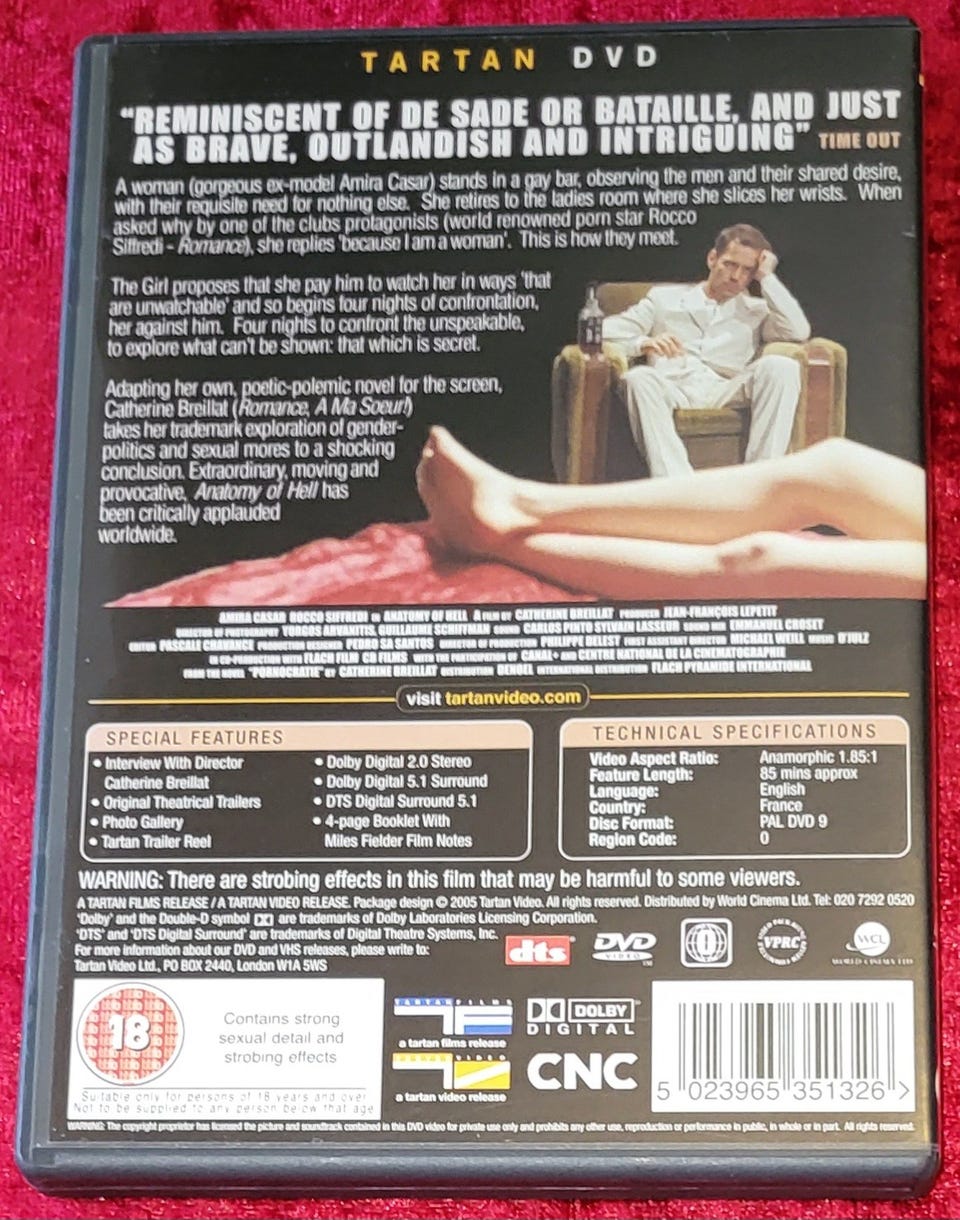 TARTAN DVD
"REMINISCENT OF DE SADE OR BATAILLE, AND JUST
AS BRAVE, OUTLANDISH AND INTRIGUING" TIME OUT
A woman (gorgeous ex-model Amira Casar) stands in a gay bar, observing the men and their shared desire,
with their requisite need for nothing else. She retires to the ladies room where she slices her wrists. When
asked why by one of the clubs protagonists (world renowned porn star Rocco
Siffredi - Romance), she replies 'because I am a woman'. This is how they meet.
The Girl proposes that she pay him to watch her in ways 'that
are unwatchable' and so begins four nights of confrontation,
her against him. Four nights to confront the unspeakable,
to explore what can't be shown: that which is secret.
Adapting her own, poetic-polemic novel for the screen,
Catherine Breillat (Romance, A Ma Soeur!)
takes her trademark exploration of gender-
politics and sexual mores to a shocking
conclusion. Extraordinary, moving and
provocative, Anatomy of Hell has
been critically applauded
worldwide.
AMIRA CASAR ROCCO SIFFREDI IN ANATOMY OF HELL A FILM BY CATHERINE BREILLAT PRODUCER JEAN-FRANÇOIS LEPETIT
DIRECTOR OF PHOTOGRAPHY YORGOS ARVANITIS, GUILLAUME SCHIFFMAN SOUND CARLOS PINTO SYLVAIN LASSEUR SOUND MIX EMMANUEL CROSET
EDITOR PASCALE CHAVANCE PRODUCTION DESIGNER PEDRO SA SANTOS DIRECTOR OF PRODUCTION PHILIPPE DELEST FIRST ASSISTANT DIRECTOR MICHAEL WEILL MUSIC D'JULZ
IN CO-PRODUCTION WITH FLACH FILM CB FILMS WITH THE PARTICIPATION OF CANAL+ AND CENTRE NATIONAL DE LA CINEMATOGRAPHIE
FROM THE NOVEL "PORNOCRATIE" BY CATHERINE BREILLAT DISTRIBUTION REZO INTERNATIONAL DISTRIBUTION FLACH PYRAMIDE INTERNATIONAL
visit tartanvideo.com
SPECIAL FEATURES
• Interview With Director
Catherine Breillat
• Original Theatrical Trailers
• Photo Gallery
• Tartan Trailer Reel
• Dolby Digital 2.0 Stereo
• Dolby Digital 5.1 Surround
• DTS Digital Surround 5.1
• 4-page Booklet With
Miles Fielder Film Notes
TECHNICAL SPECIFICATIONS
Video Aspect Ratio: Anamorphic 1.85:1
Feature Length: 85 mins approx
Language: English
Country: France
Disc Format: PAL DVD 9
Region Code: 0
WARNING: There are strobing effects in this film that may be harmful to some viewers.
A TARTAN FILMS RELEASE / A TARTAN VIDEO RELEASE. Package design © 2005 Tartan Video. All rights reserved. Distributed by World Cinema Ltd. Tel: 020 7292 0520
'Dolby' and the Double-D symbol are trademarks of Dolby Laboratories Licensing Corporation.
'DTS' and 'DTS Digital Surround' are trademarks of Digital Theatre Systems, Inc.
For more information about our DVD and VHS releases, please write to:
Tartan Video Ltd., PO BOX 2440, London W1A 5WS
dts
DVD
VIDEO
0
VPRC
WCL
WORLD CINEMA LTD
18
Contains strong
sexual detail and
strobing effects
Suitable only for persons of 18 years and over
Not to be supplied to any person below that age
TARTAN FILMS
a tartan films release
TARTAN VIDEO
a tartan video release
DOLBY
DIGITAL
CNC
5 023965 351326 >
WARNING: The copyright proprietor has licensed the picture and soundtrack contained in this DVD video for private use only and prohibits any other use, reproduction or performance in public, in whole or in part. All rights reserved.